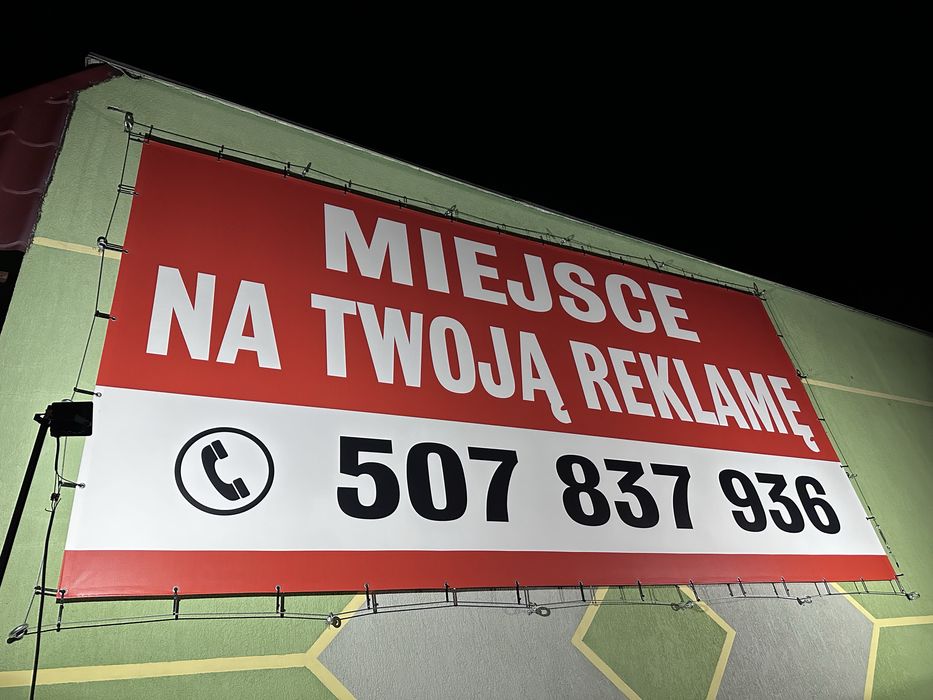 MIEJSCE
NA TWOJĄ REKLAMĘ
507 837 936